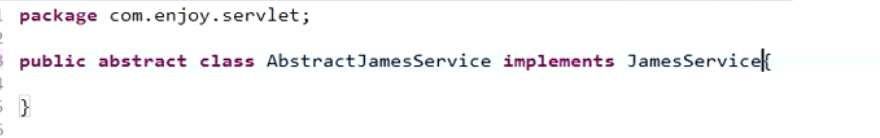 package com.enjoy.servlet;
public abstract class AbstractJamesService implements JamesService{
}